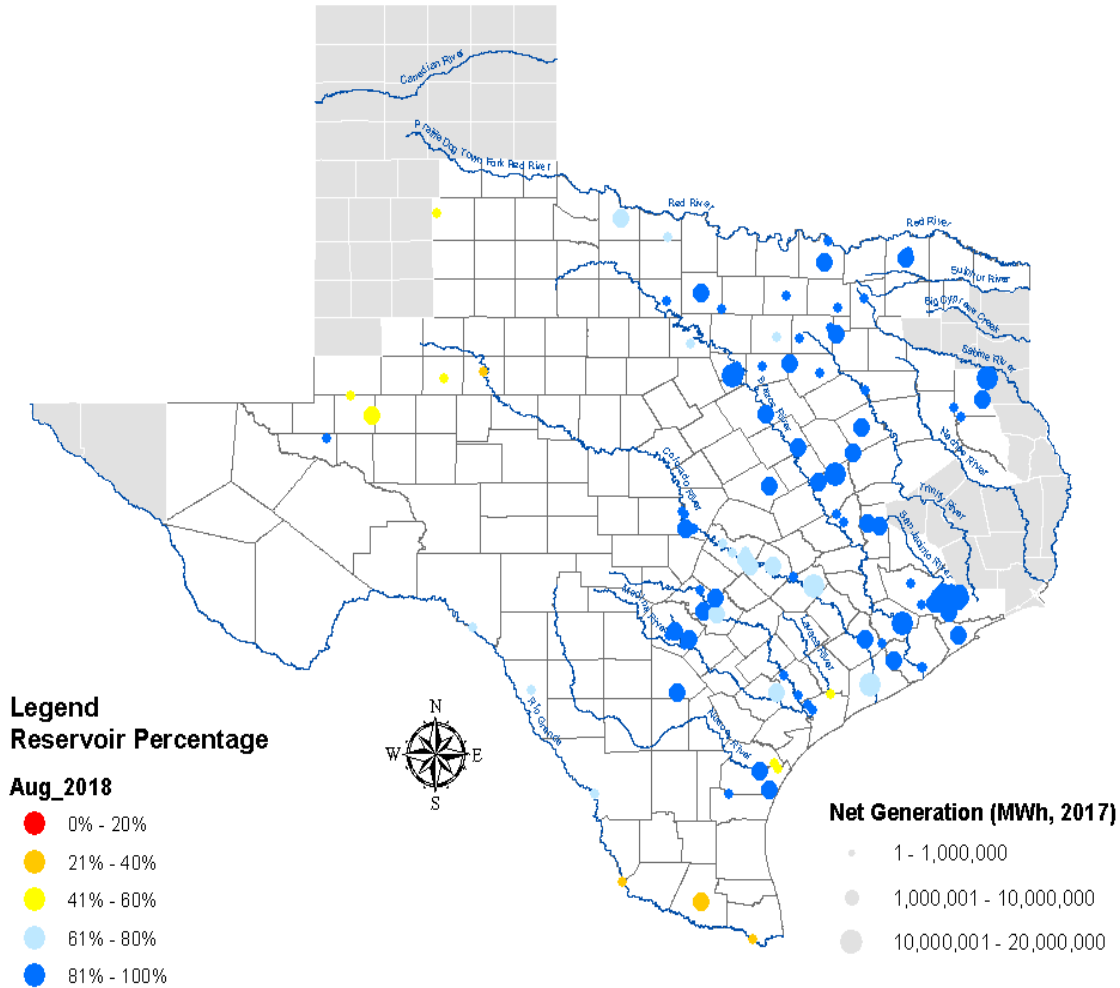 Canadian River
Prairie Dog Town Fork Red River
Red River
Red River
Sulphur River
Big Cypress Creek
Sabine River
Brazos River
Neches River
Colorado River
Trinity River
San Jacinto River
Medina River
Lavaca River
Rio Grande
Nueces River
N
W
E
S
Legend
Reservoir Percentage
Aug_2018
0% - 20%
21% - 40%
41% - 60%
61% - 80%
81% - 100%
Net Generation (MWh, 2017)
1 - 1,000,000
1,000,001 - 10,000,000
10,000,001 - 20,000,000